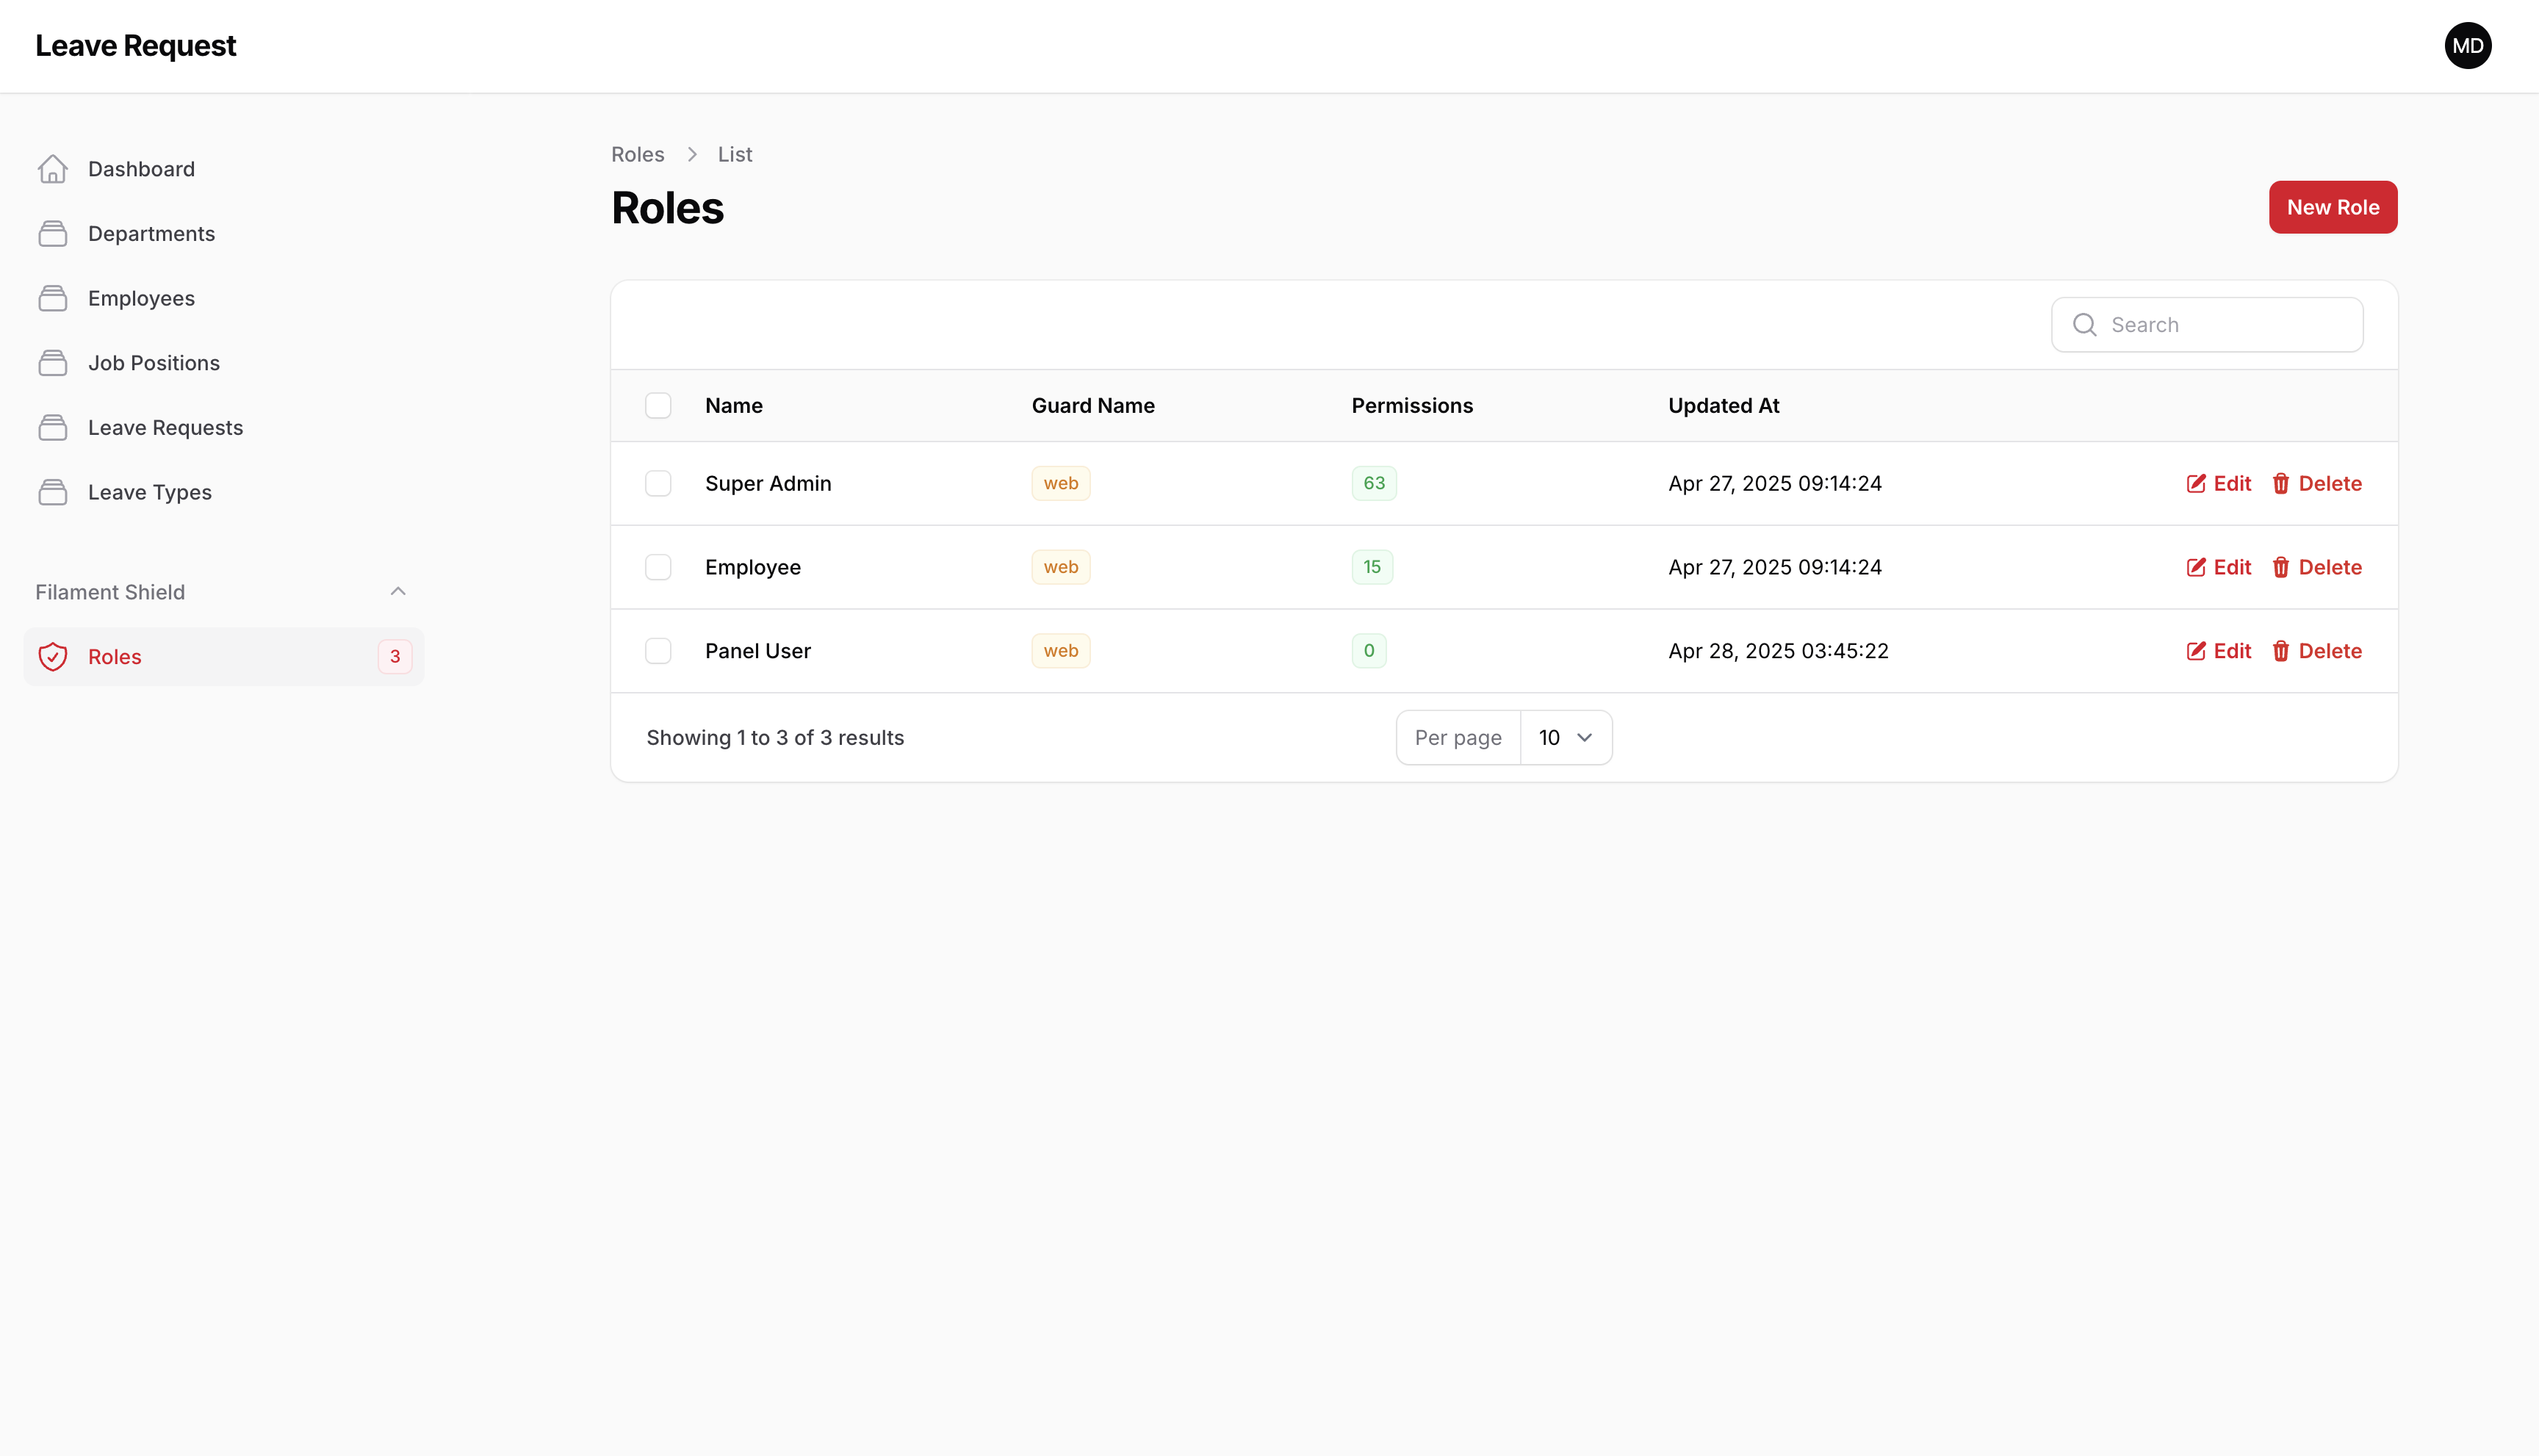 Leave Request
MD
Dashboard
Departments
Employees
Job Positions
Leave Requests
Leave Types
Filament Shield
Roles 3
Roles > List
Roles
New Role
Search
Name Guard Name Permissions Updated At
Super Admin web 63 Apr 27, 2025 09:14:24 Edit Delete
Employee web 15 Apr 27, 2025 09:14:24 Edit Delete
Panel User web 0 Apr 28, 2025 03:45:22 Edit Delete
Showing 1 to 3 of 3 results Per page 10